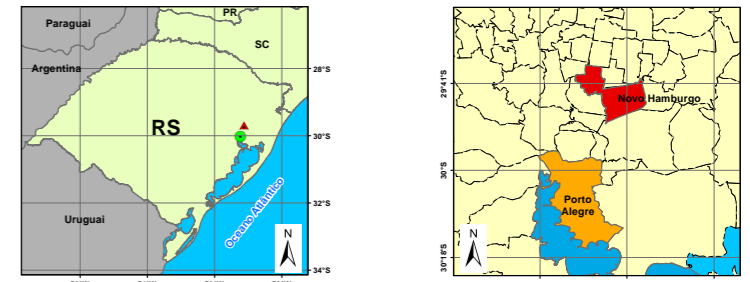 PR
Paraguai
SC
Argentina
28°S
RS
30°S
Uruguai
Oceano Atlântico
32°S
N
34°S
29°41'S
Novo Hamburgo
30°S
Porto
Alegre
N
30°18'S